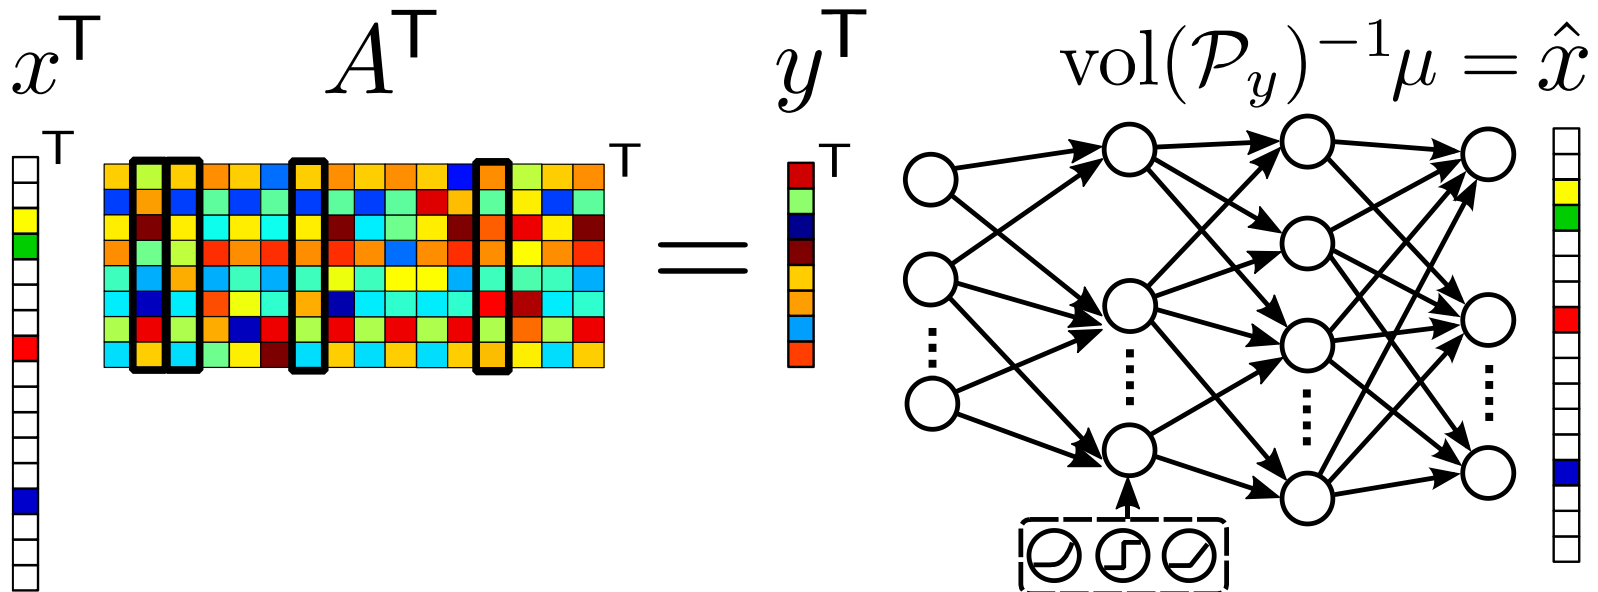 x^T A^T y^T vol(𝒫_y)^{-1}μ = x̂
T T = T